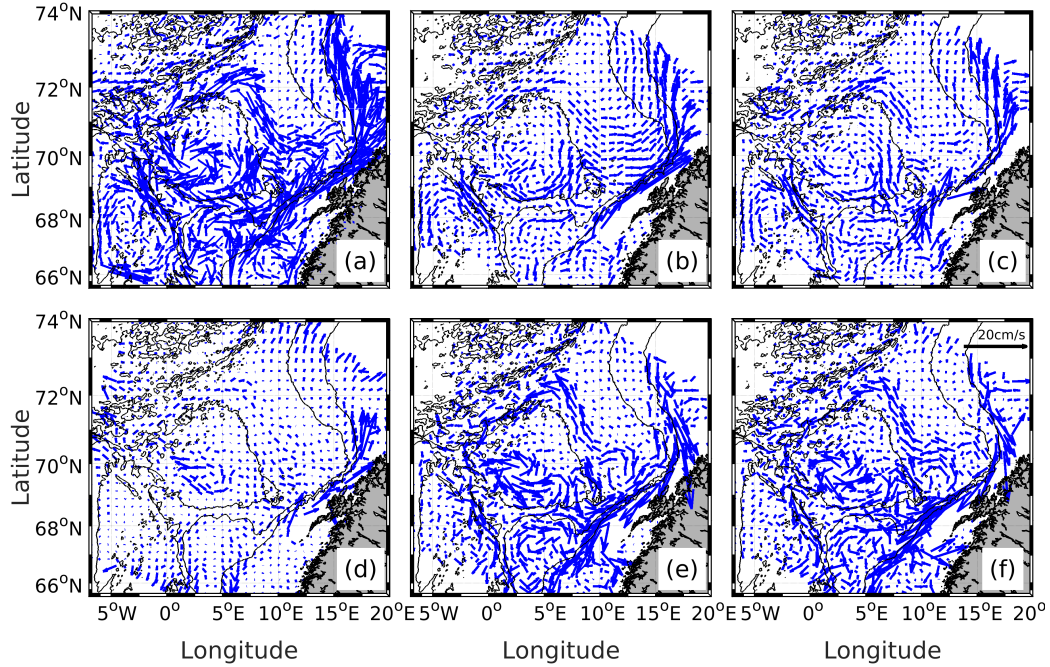 74°N
72°N
70°N
68°N
66°N
Latitude
(a)
(b)
(c)
74°N
72°N
70°N
68°N
66°N
Latitude
20cm/s
(d)
(e)
(f)
5°W 0° 5°E 10°E 15°E 20°E
5°W 0° 5°E 10°E 15°E 20°E
5°W 0° 5°E 10°E 15°E 20°
Longitude
Longitude
Longitude